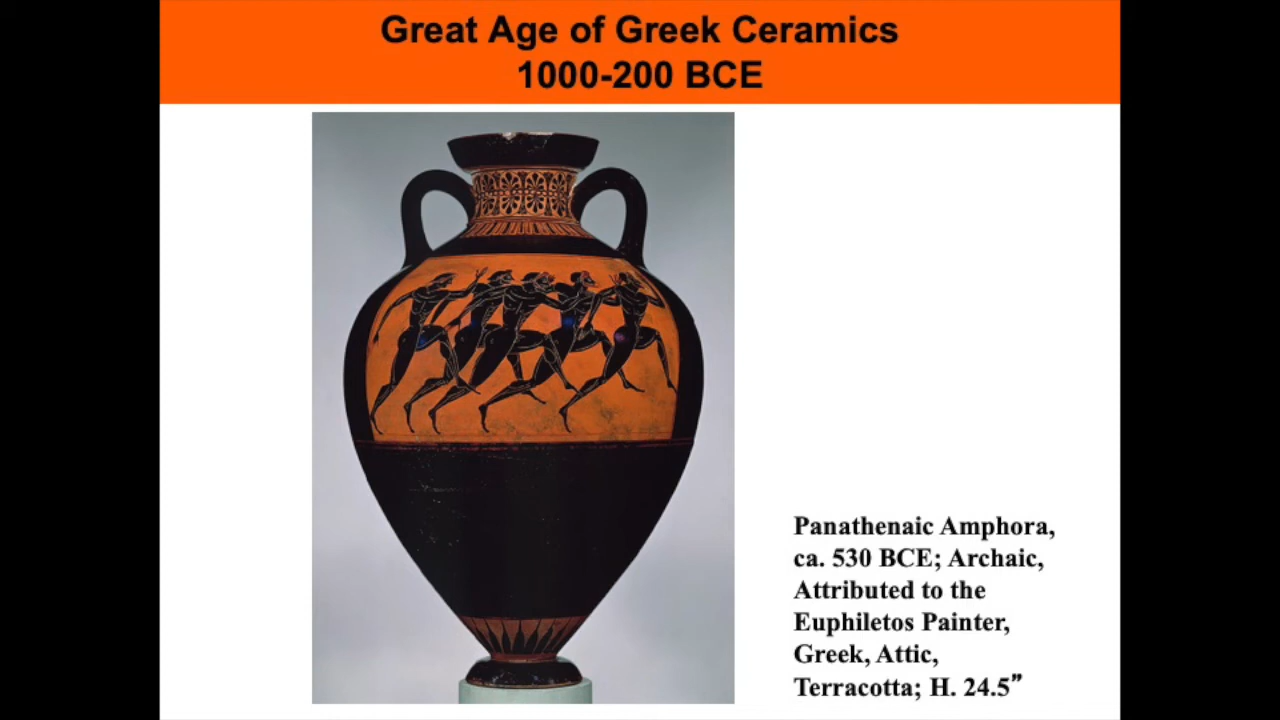 Great Age of Greek Ceramics
1000-200 BCE
Panathenaic Amphora,
ca. 530 BCE; Archaic,
Attributed to the
Euphiletos Painter,
Greek, Attic,
Terracotta; H. 24.5”